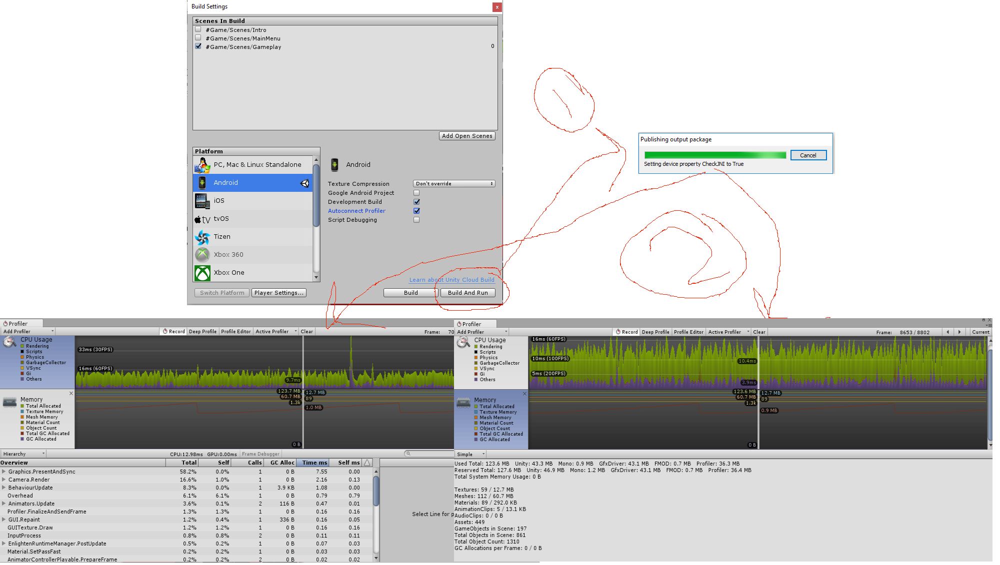 Build Settings
x
Scenes In Build
#Game/Scenes/Intro
#Game/Scenes/MainMenu
#Game/Scenes/Gameplay 0
Add Open Scenes
Platform
PC, Mac & Linux Standalone
Android
iOS
tv tvOS
Tizen
Xbox 360
Xbox One
Android
Texture Compression Don't override
Google Android Project
Development Build
Autoconnect Profiler
Script Debugging
Learn about Unity Cloud Build
Switch Platform Player Settings... Build Build And Run
1
Publishing output package
Cancel
Setting device property CheckJNI to True
2
Profiler
Add Profiler Record Deep Profile Profile Editor Active Profiler Clear Frame: 70
CPU Usage
Rendering
Scripts
Physics
GarbageCollector
VSync
Gi
Others
33ms (30FPS)
16ms (60FPS)
9.7ms
Memory
Total Allocated
Texture Memory
Mesh Memory
Material Count
Object Count
Total GC Allocated
GC Allocated
123.7 MB 12.7 MB
60.7 MB 89
1.3k
1.0 MB
0 B
Hierarchy CPU:12.98ms GPU:0.00ms Frame Debugger
Overview Total Self Calls GC Alloc Time ms Self ms
Graphics.PresentAndSync 58.2% 0.0% 1 0 B 7.55 0.00
Camera.Render 16.6% 1.0% 1 0 B 2.16 0.13
BehaviourUpdate 8.3% 0.0% 1 3.9 KB 1.08 0.00
Overhead 6.1% 6.1% 1 0 B 0.79 0.79
Animators.Update 3.6% 0.1% 2 116 B 0.47 0.01
Profiler.FinalizeAndSendFrame 1.3% 1.3% 1 0 B 0.16 0.16
GUI.Repaint 1.2% 0.4% 1 336 B 0.16 0.05
GUITexture.Draw 1.2% 1.2% 1 0 B 0.16 0.16
InputProcess 0.8% 0.8% 2 0 B 0.11 0.11
EnlightenRuntimeManager.PostUpdate 0.5% 0.2% 1 0 B 0.07 0.03
Material.SetPassFast 0.2% 0.2% 1 0 B 0.03 0.03
AnimatorControllerPlayable.PrepareFrame 0.2% 0.2% 2 0 B 0.02 0.02
Select Line for p
Profiler
Add Profiler Record Deep Profile Profile Editor Active Profiler Clear Frame: 8653 / 8802 Current
CPU Usage
Rendering
Scripts
Physics
GarbageCollector
VSync
Gi
Others
16ms (60FPS)
10ms (100FPS)
5ms (200FPS)
10.4ms
3.9ms
Memory
Total Allocated
Texture Memory
Mesh Memory
Material Count
Object Count
Total GC Allocated
GC Allocated
123.6 MB 12.7 MB
60.7 MB 89
1.3k
0.9 MB
0 B
Simple
Used Total: 123.6 MB Unity: 43.3 MB Mono: 0.9 MB GfxDriver: 43.1 MB FMOD: 0.7 MB Profiler: 36.3 MB
Reserved Total: 127.6 MB Unity: 46.9 MB Mono: 1.2 MB GfxDriver: 43.1 MB FMOD: 0.7 MB Profiler: 36.4 MB
Total System Memory Usage: 0 B
Textures: 59 / 12.7 MB
Meshes: 112 / 60.7 MB
Materials: 89 / 292.0 KB
AnimationClips: 5 / 13.1 KB
AudioClips: 0 / 0 B
Assets: 449
GameObjects in Scene: 197
Total Objects in Scene: 861
Total Object Count: 1310
GC Allocations per Frame: 0 / 0 B